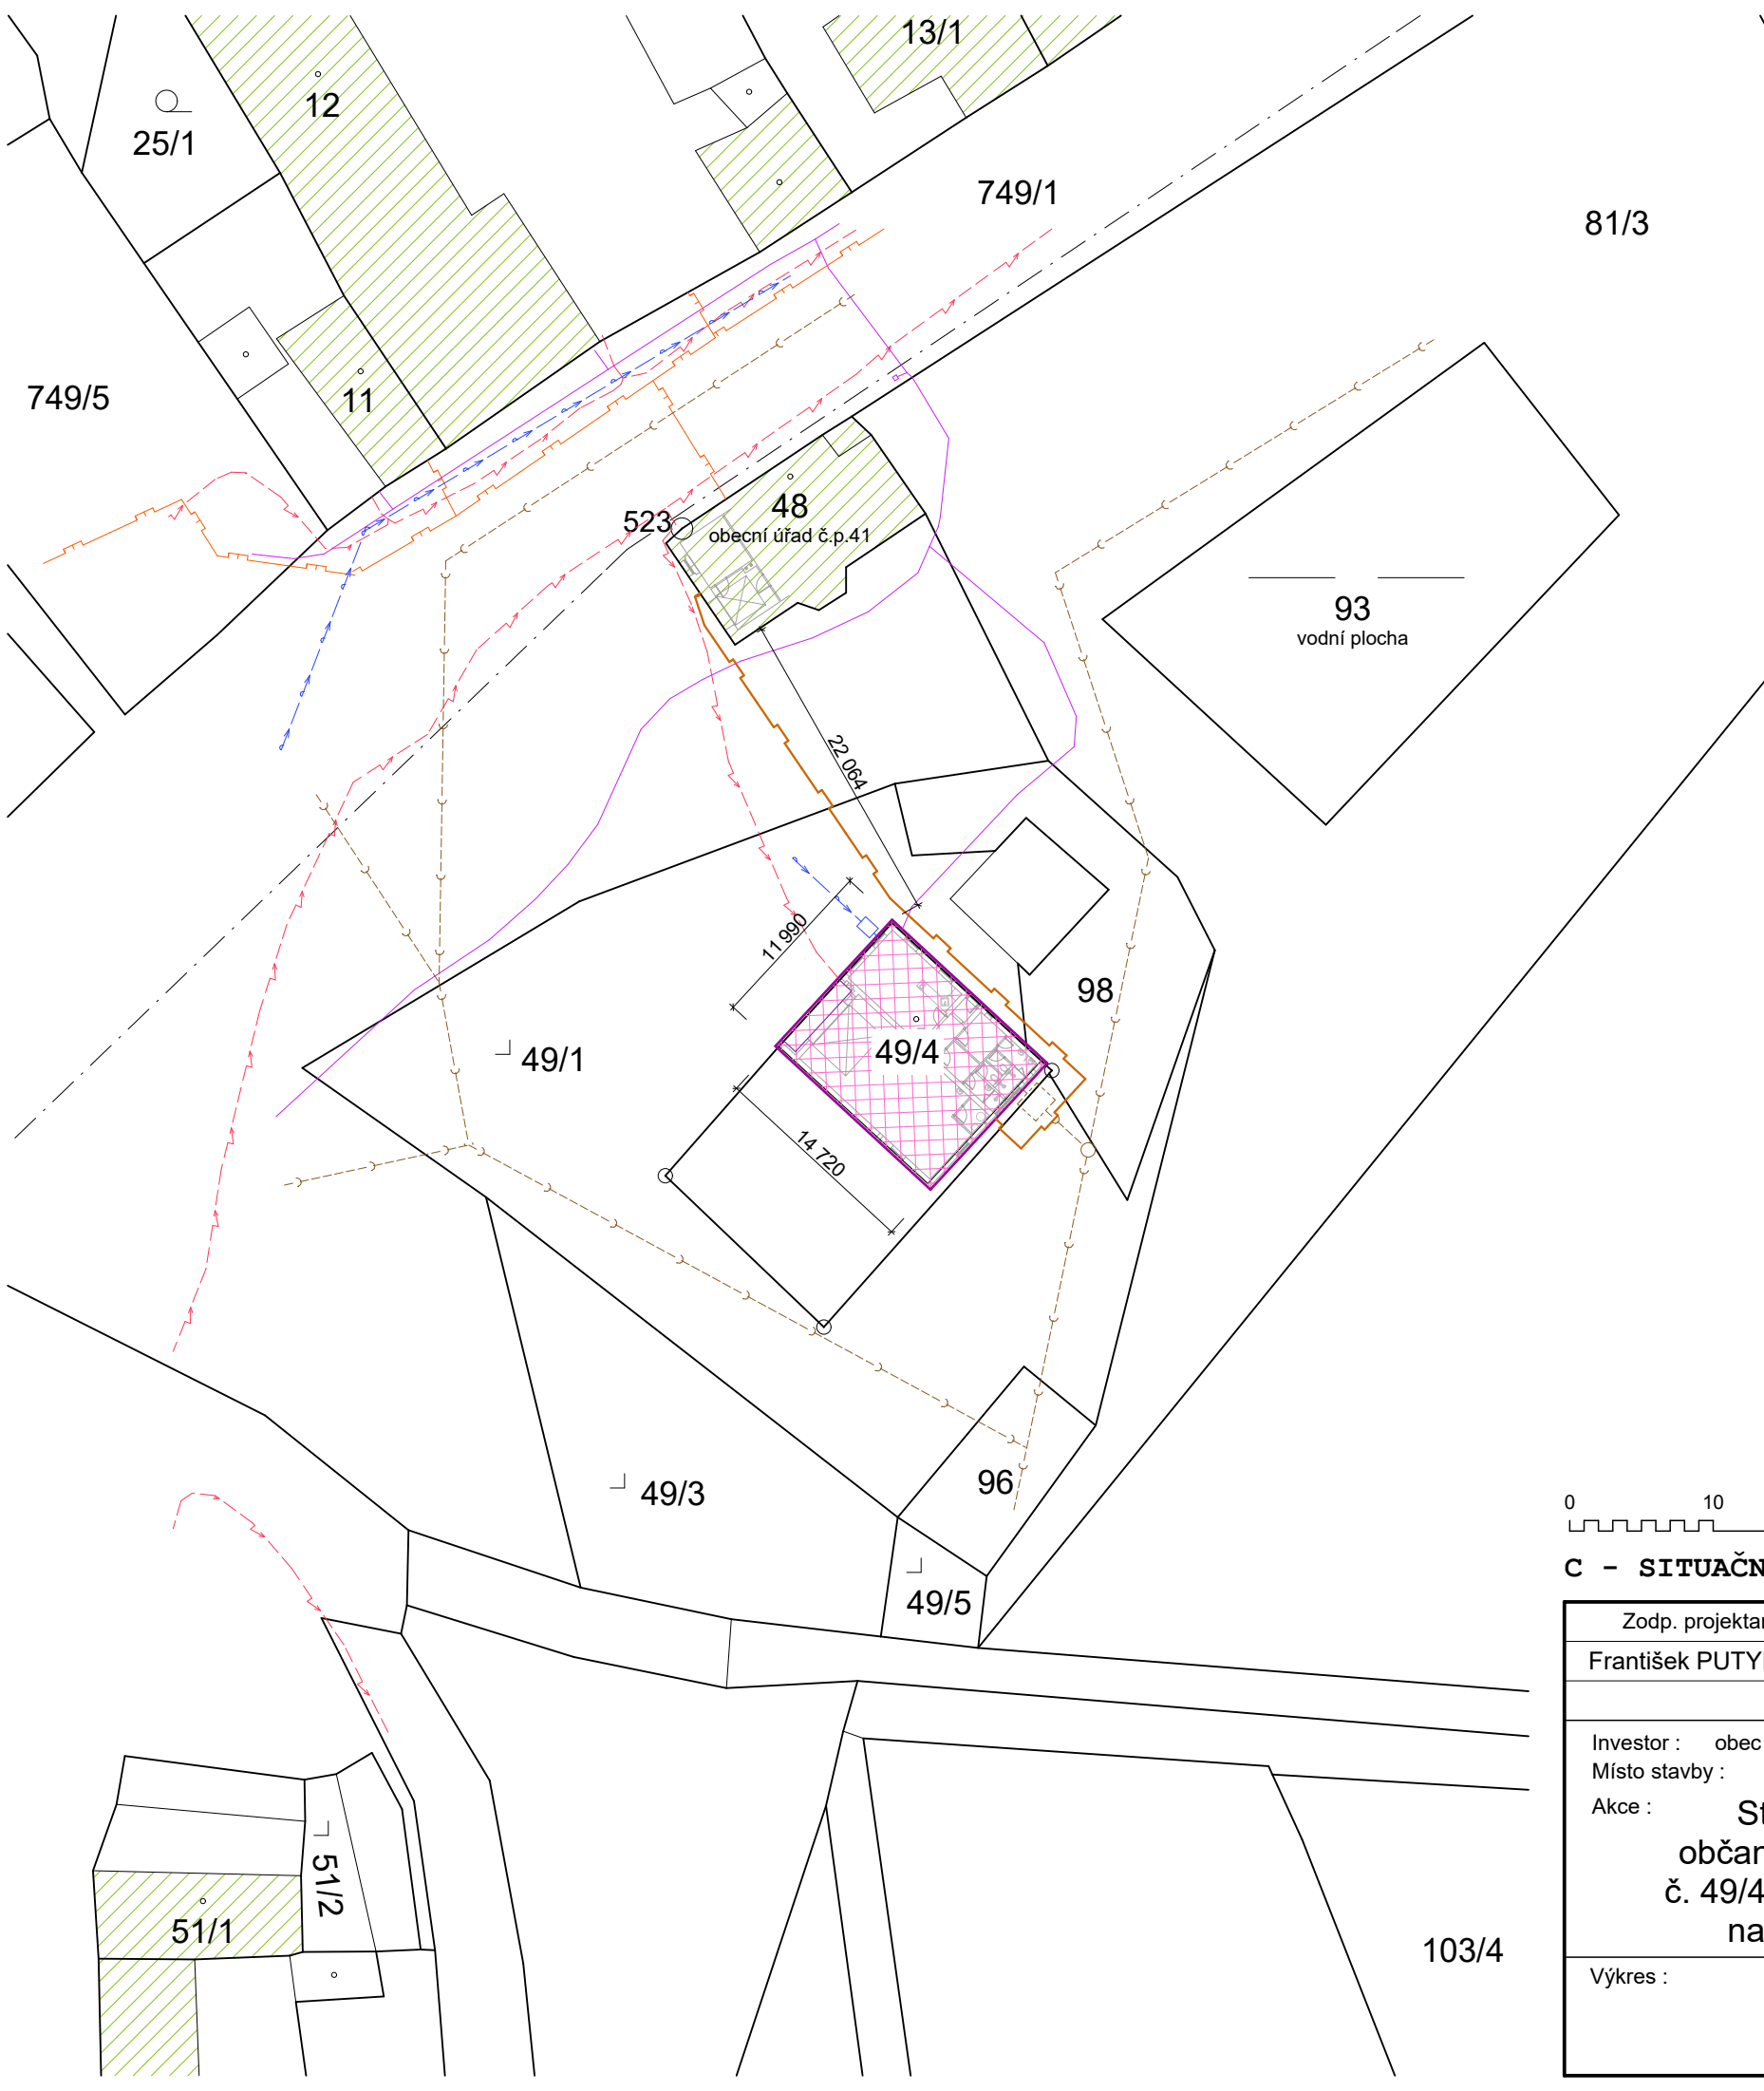 13/1
12
25/1
749/1
81/3
749/5
11
48
523
obecní úřad č.p.41
93
vodní plocha
22 064
11 990
98
49/4
49/1
14 720
96
49/3
0 10
C - SITUAČN
49/5
Zodp. projektan
František PUTY
Investor : obec
Místo stavby :
Akce : St
občan
č. 49/4
na
51/2
51/1
103/4
Výkres :